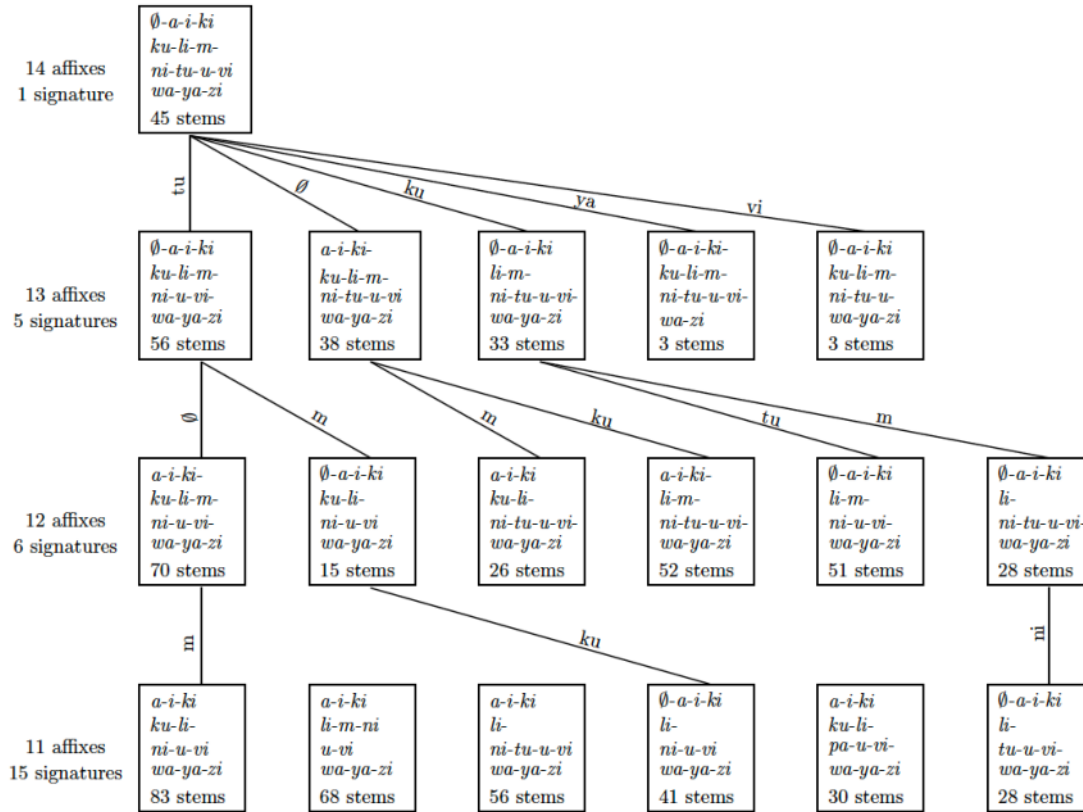 14 affixes
1 signature
∅-a-i-ki
ku-li-m-
ni-tu-u-vi
wa-ya-zi
45 stems
tu
∅
ku
ya
vi
13 affixes
5 signatures
∅-a-i-ki
ku-li-m-
ni-u-vi-
wa-ya-zi
56 stems
a-i-ki-
ku-li-m-
ni-tu-u-vi
wa-ya-zi
38 stems
∅-a-i-ki
li-m-
ni-tu-u-vi-
wa-ya-zi
33 stems
∅-a-i-ki-
ku-li-m-
ni-tu-u-vi-
wa-zi
3 stems
∅-a-i-ki
ku-li-m-
ni-tu-u-
wa-ya-zi
3 stems
∅
m
m
ku
tu
m
12 affixes
6 signatures
a-i-ki-
ku-li-m-
ni-u-vi-
wa-ya-zi
70 stems
∅-a-i-ki
ku-li-
ni-u-vi
wa-ya-zi
15 stems
a-i-ki
ku-li-
ni-tu-u-vi-
wa-ya-zi
26 stems
a-i-ki-
li-m-
ni-tu-u-vi-
wa-ya-zi
52 stems
∅-a-i-ki
li-m-
ni-u-vi-
wa-ya-zi
51 stems
∅-a-i-ki
li-
ni-tu-u-vi-
wa-ya-zi
28 stems
m
ku
ni
11 affixes
15 signatures
a-i-ki
ku-li-
ni-u-vi
wa-ya-zi
83 stems
a-i-ki
li-m-ni
u-vi
wa-ya-zi
68 stems
a-i-ki
li-
ni-tu-u-vi
wa-ya-zi
56 stems
∅-a-i-ki
li-
ni-u-vi
wa-ya-zi
41 stems
a-i-ki
ku-li-
pa-u-vi-
wa-ya-zi
30 stems
∅-a-i-ki
li-
tu-u-vi-
wa-ya-zi
28 stems